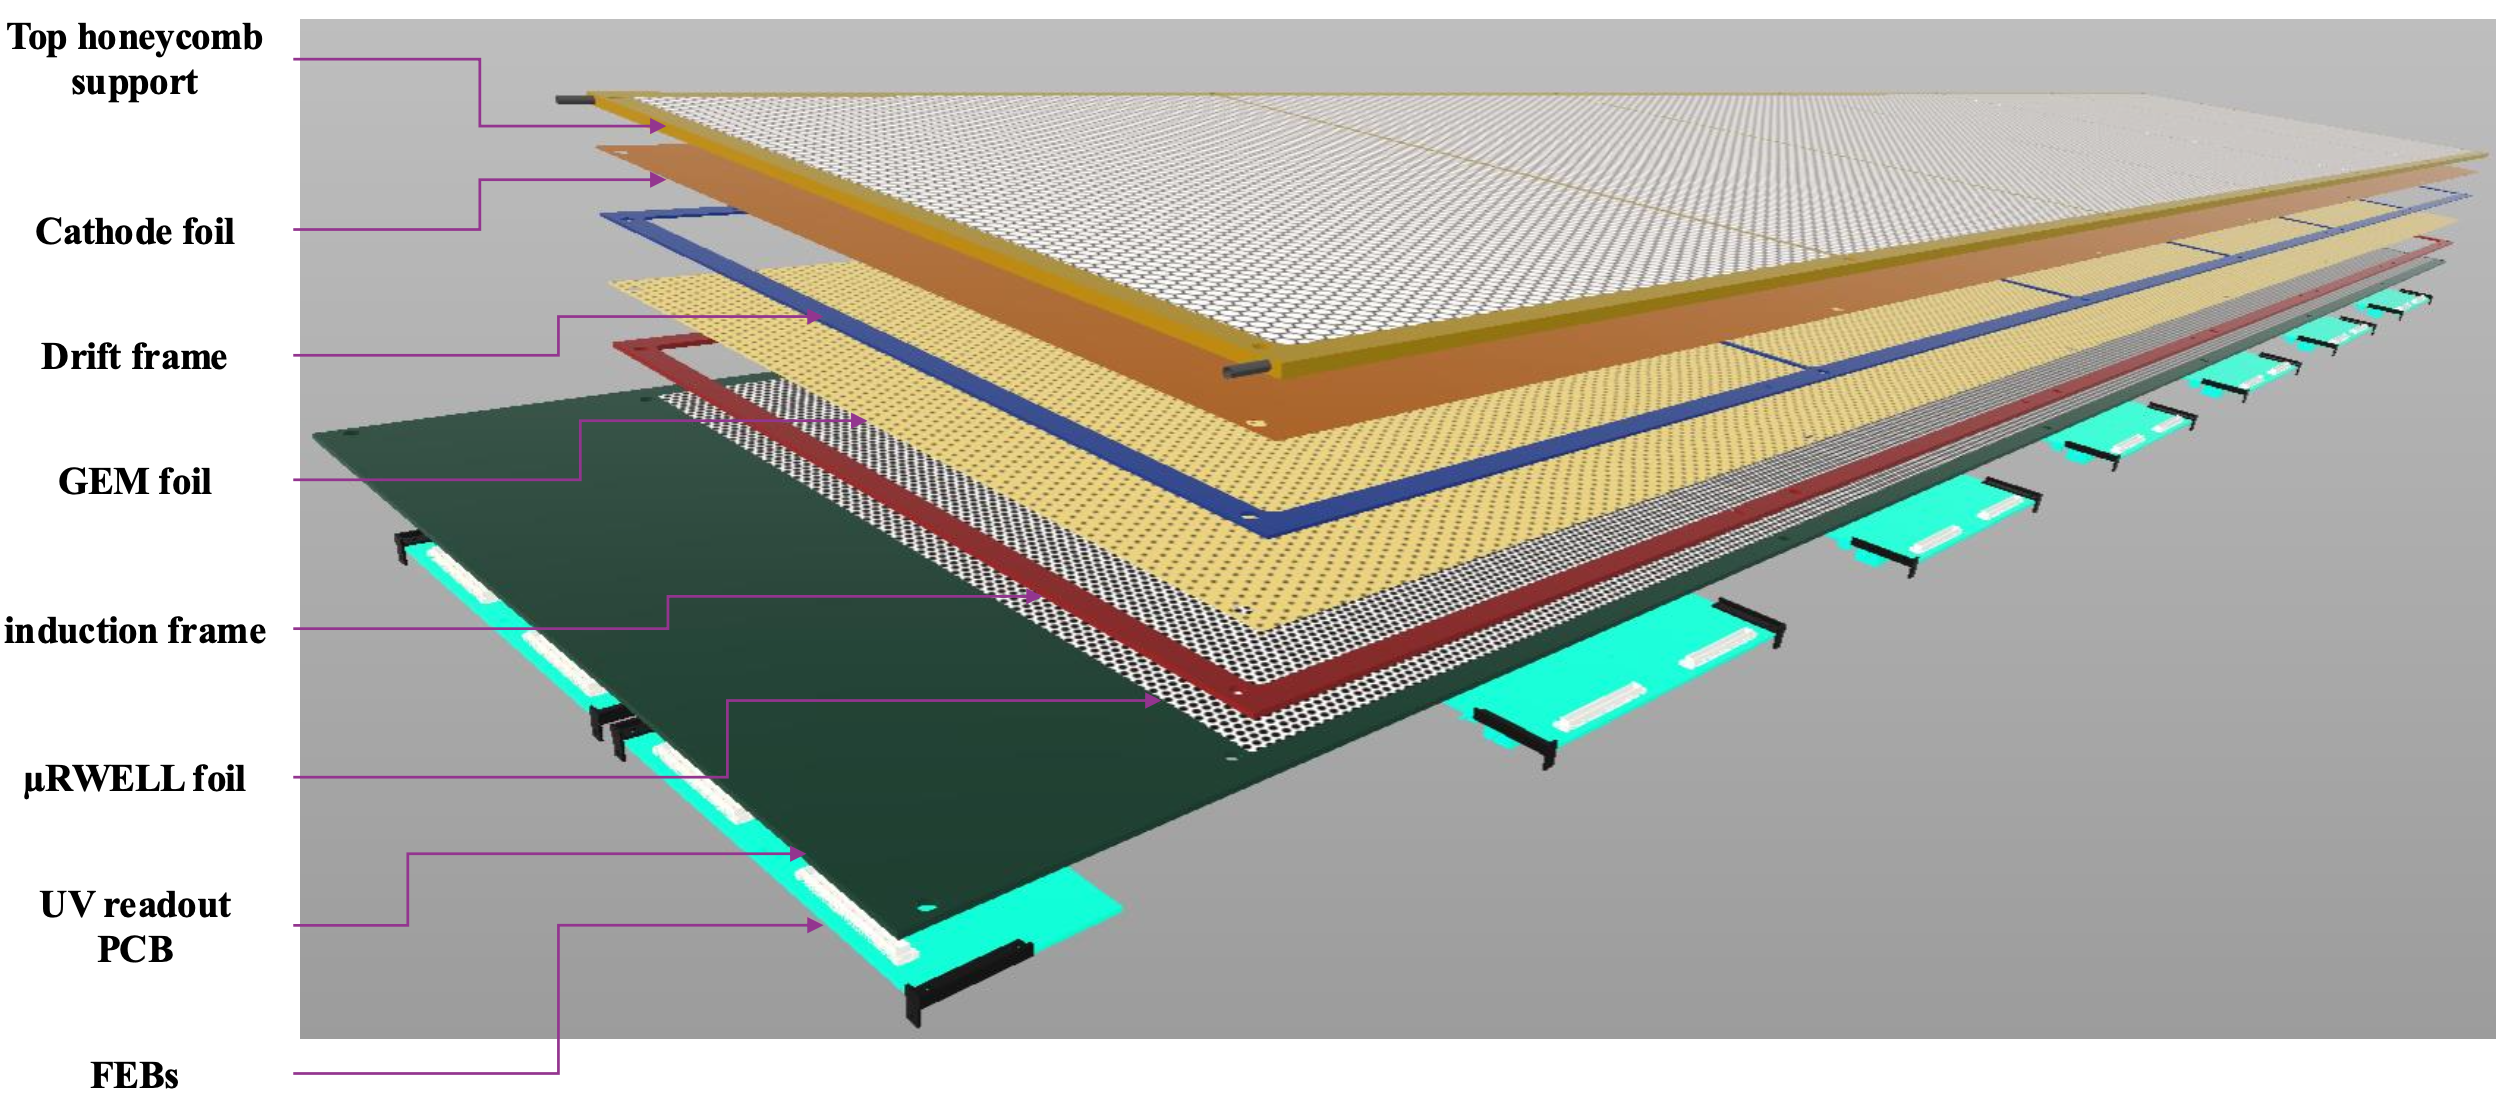 Top honeycomb
support
Cathode foil
Drift frame
GEM foil
induction frame
μRWELL foil
UV readout
PCB
FEBs